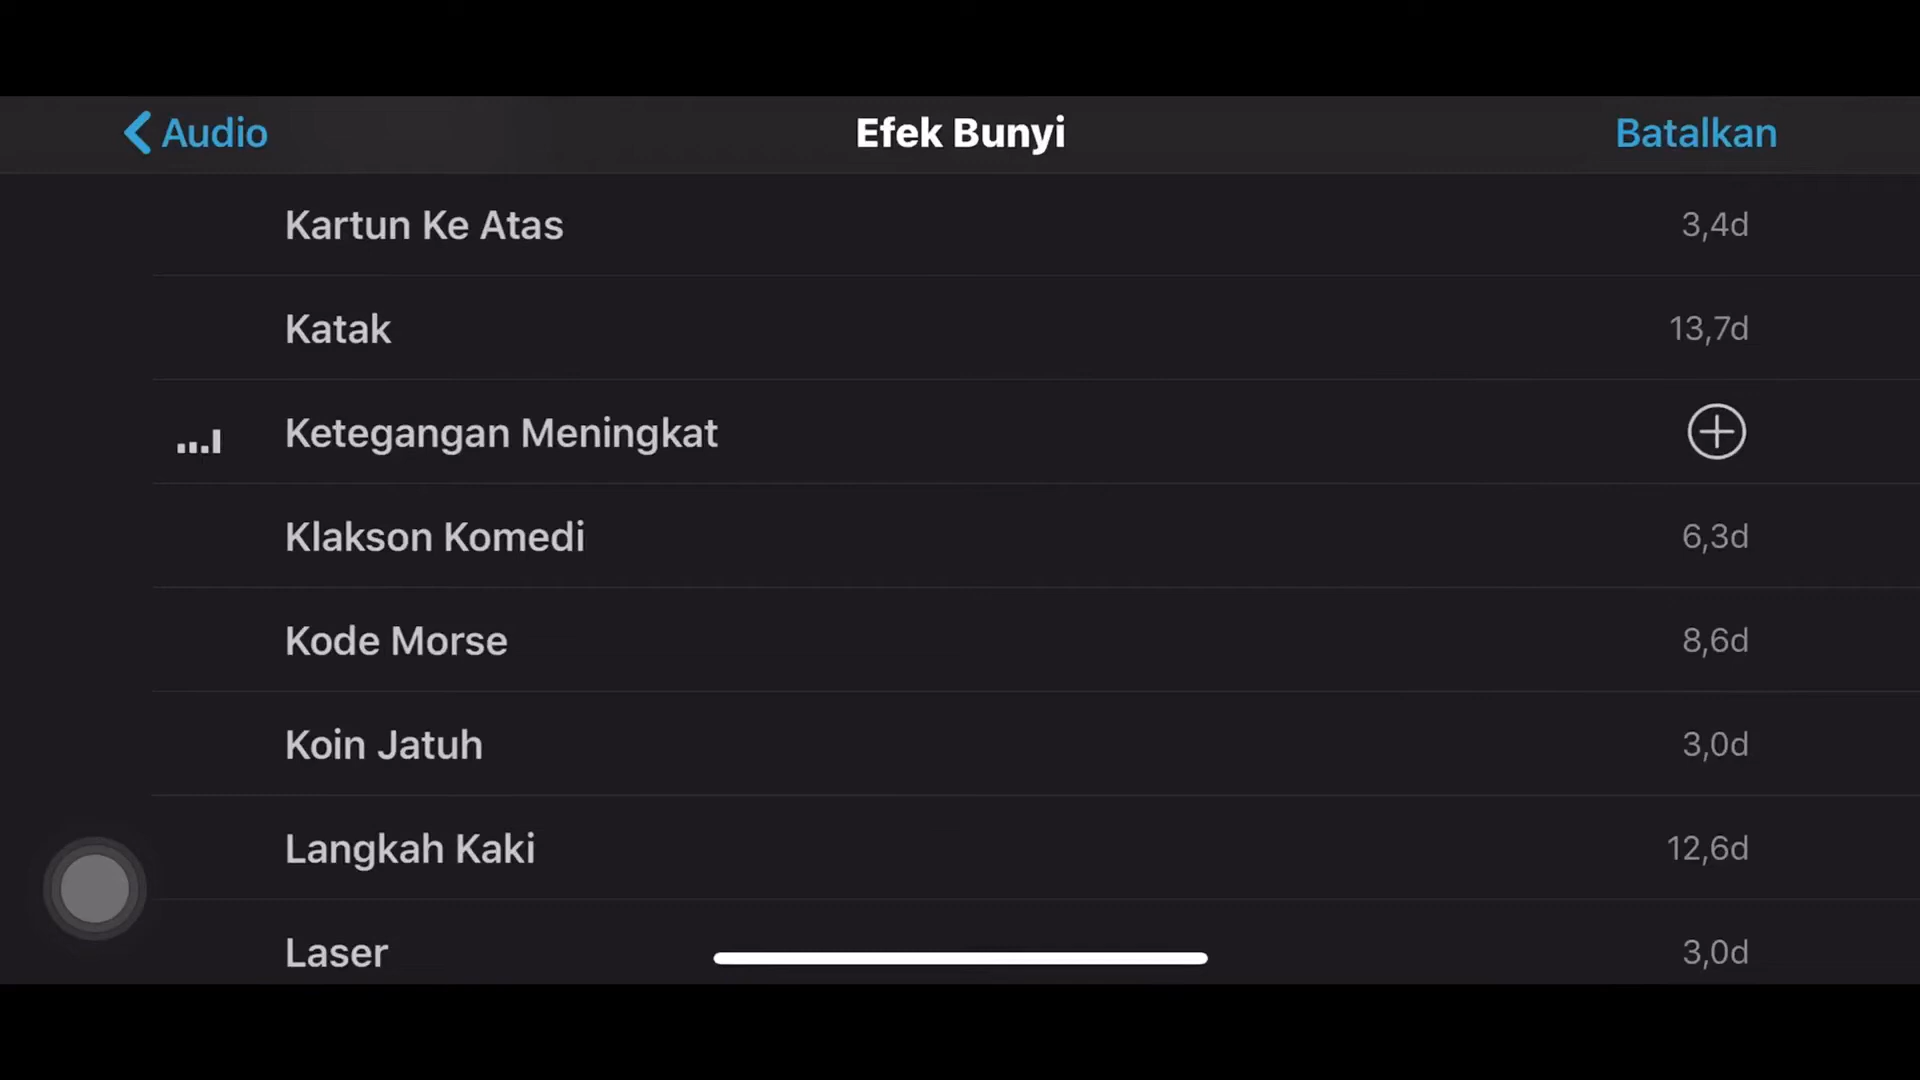 Audio
Efek Bunyi
Batalkan
Kartun Ke Atas 3,4d
Katak 13,7d
Ketegangan Meningkat
Klakson Komedi 6,3d
Kode Morse 8,6d
Koin Jatuh 3,0d
Langkah Kaki 12,6d
Laser 3,0d